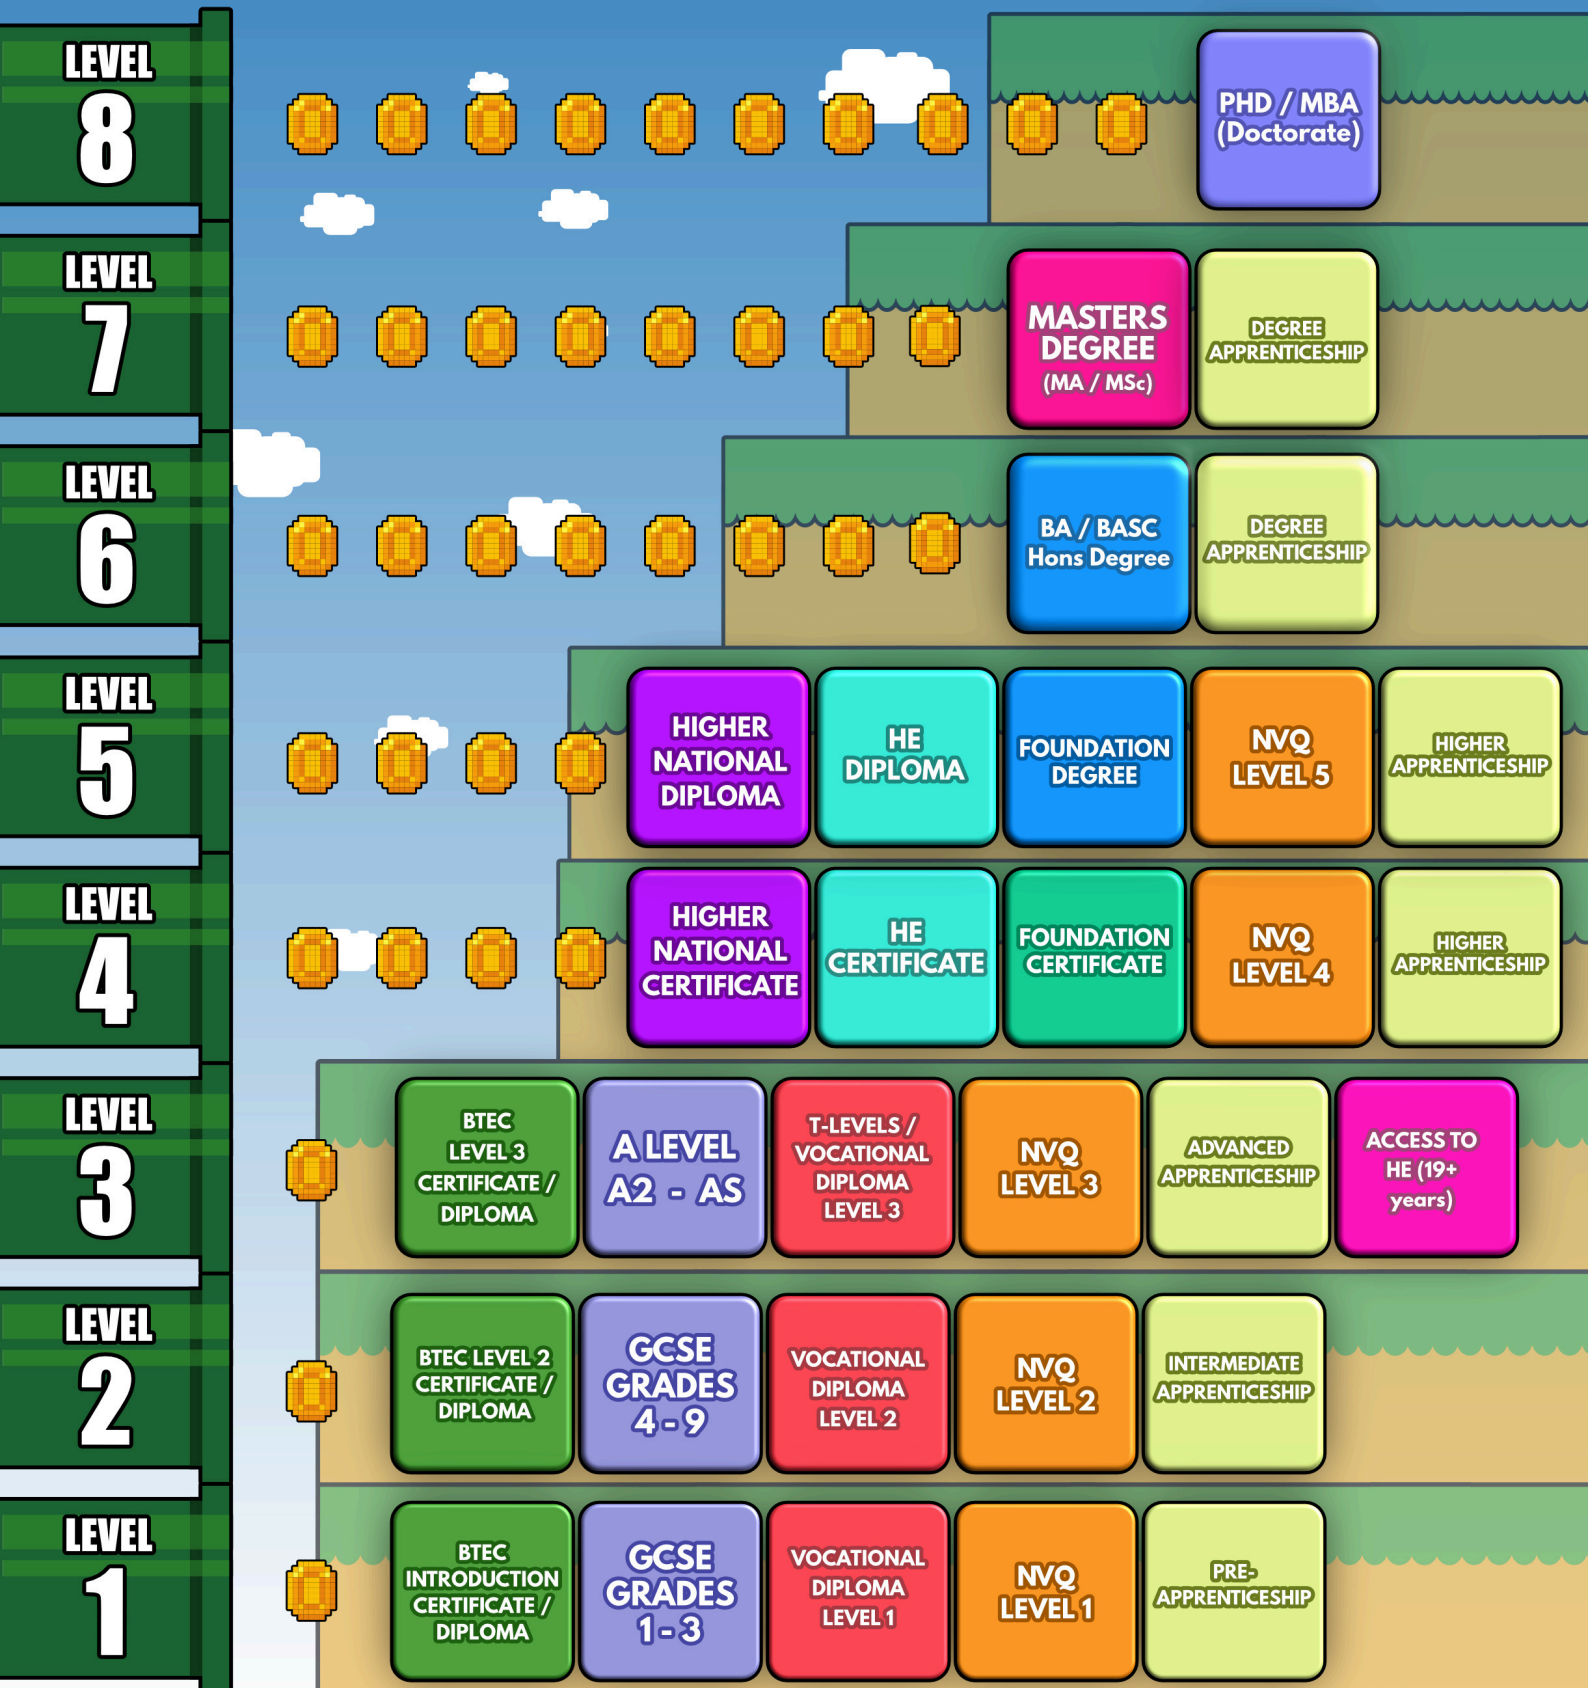 LEVEL
8
PHD / MBA
(Doctorate)
LEVEL
7
MASTERS
DEGREE
(MA / MSc)
DEGREE
APPRENTICESHIP
LEVEL
6
BA / BASC
Hons Degree
DEGREE
APPRENTICESHIP
LEVEL
5
HIGHER
NATIONAL
DIPLOMA
HE
DIPLOMA
FOUNDATION
DEGREE
NVQ
LEVEL 5
HIGHER
APPRENTICESHIP
LEVEL
4
HIGHER
NATIONAL
CERTIFICATE
HE
CERTIFICATE
FOUNDATION
CERTIFICATE
NVQ
LEVEL 4
HIGHER
APPRENTICESHIP
LEVEL
3
BTEC
LEVEL 3
CERTIFICATE /
DIPLOMA
A LEVEL
A2 - AS
T-LEVELS /
VOCATIONAL
DIPLOMA
LEVEL 3
NVQ
LEVEL 3
ADVANCED
APPRENTICESHIP
ACCESS TO
HE (19+
years)
LEVEL
2
BTEC LEVEL 2
CERTIFICATE /
DIPLOMA
GCSE
GRADES
4 - 9
VOCATIONAL
DIPLOMA
LEVEL 2
NVQ
LEVEL 2
INTERMEDIATE
APPRENTICESHIP
LEVEL
1
BTEC
INTRODUCTION
CERTIFICATE /
DIPLOMA
GCSE
GRADES
1 - 3
VOCATIONAL
DIPLOMA
LEVEL 1
NVQ
LEVEL 1
PRE-
APPRENTICESHIP